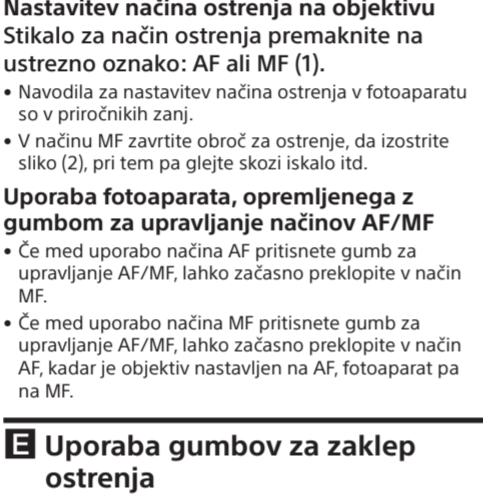 Nastavitev načina ostrenja na objektivu
Stikalo za način ostrenja premaknite na
ustrezno oznako: AF ali MF (1).
• Navodila za nastavitev načina ostrenja v fotoaparatu
so v priročnikih zanj.
• V načinu MF zavrtite obroč za ostrenje, da izostrite
sliko (2), pri tem pa glejte skozi iskalo itd.
Uporaba fotoaparata, opremljenega z
gumbom za upravljanje načinov AF/MF
• Če med uporabo načina AF pritisnete gumb za
upravljanje AF/MF, lahko začasno preklopite v način
MF.
• Če med uporabo načina MF pritisnete gumb za
upravljanje AF/MF, lahko začasno preklopite v način
AF, kadar je objektiv nastavljen na AF, fotoaparat pa
na MF.
E Uporaba gumbov za zaklep
ostrenja